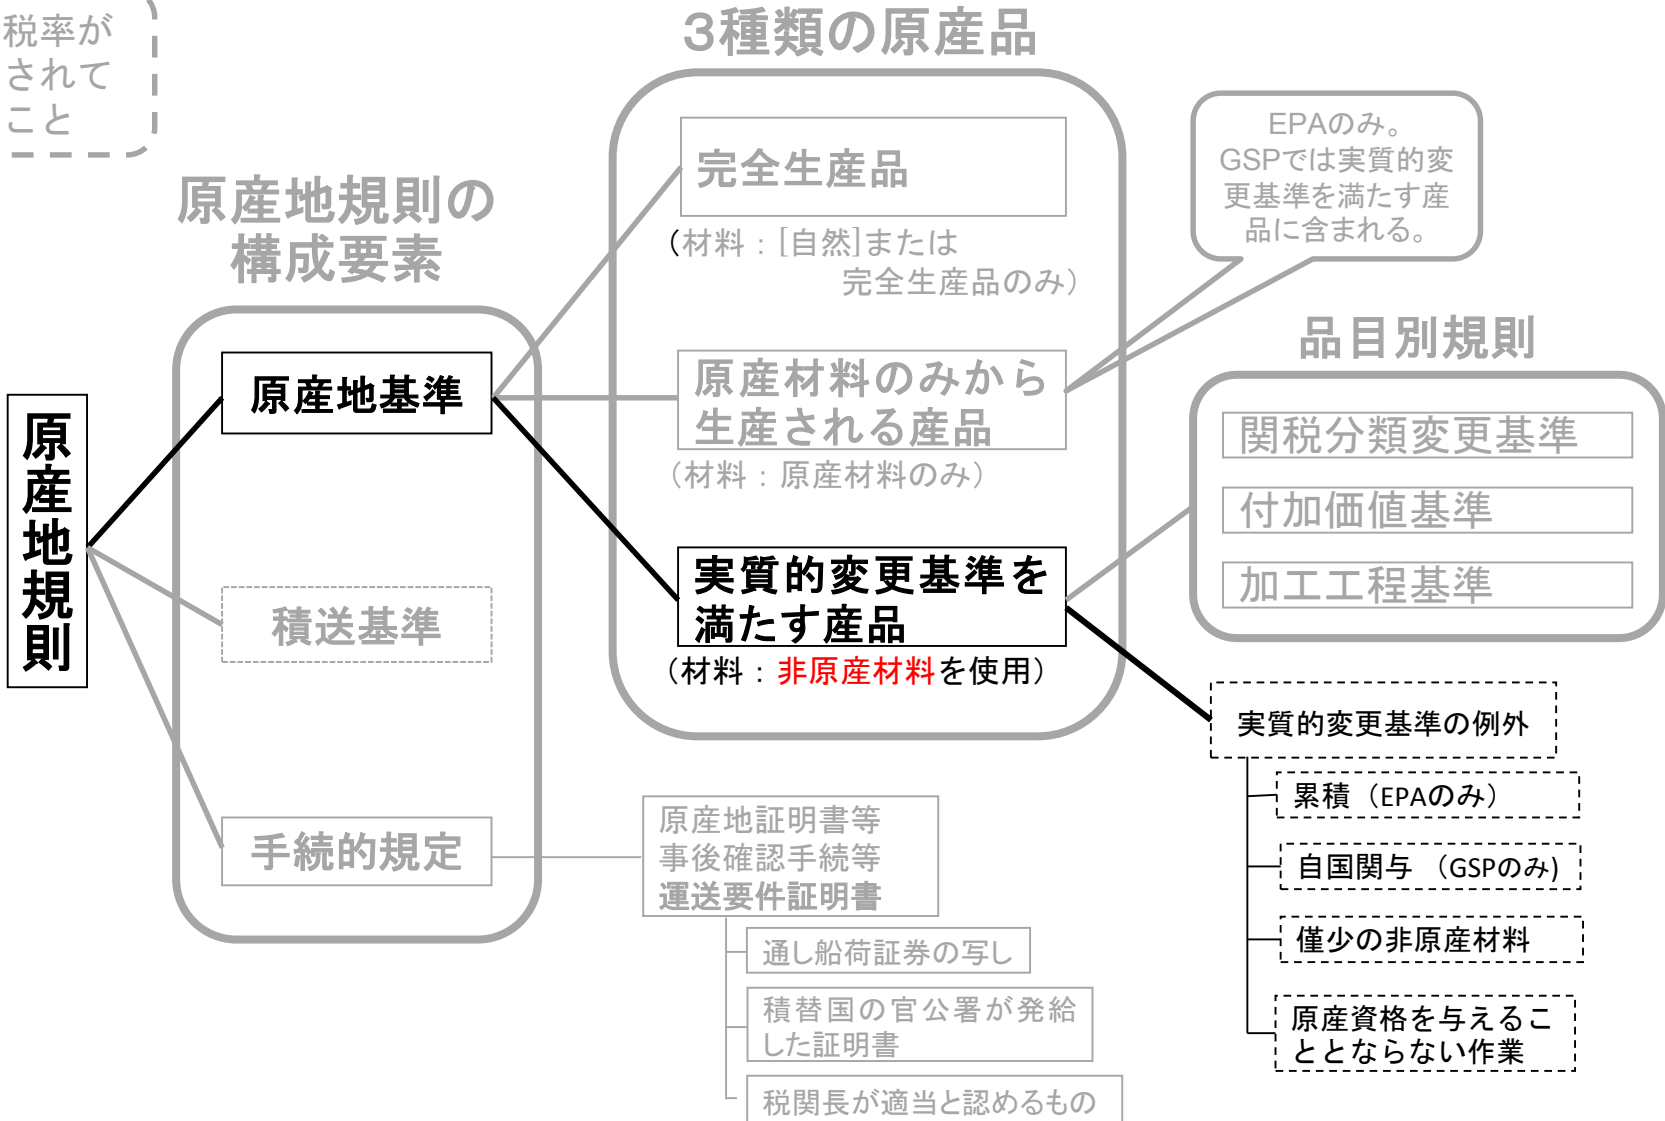 税率が
されて
こと
3種類の原産品
完全生産品
(材料：[自然]または
完全生産品のみ）
EPAのみ。
GSPでは実質的変
更基準を満たす産
品に含まれる。
原産地規則の
構成要素
原産地基準
原産材料のみから
生産される産品
（材料：原産材料のみ）
品目別規則
関税分類変更基準
付加価値基準
加工工程基準
原産地規則
実質的変更基準を
満たす産品
（材料：非原産材料を使用）
積送基準
実質的変更基準の例外
累積（EPAのみ）
自国関与（GSPのみ)
僅少の非原産材料
原産資格を与えるこ
ととならない作業
手続的規定
原産地証明書等
事後確認手続等
運送要件証明書
通し船荷証券の写し
積替国の官公署が発給
した証明書
税関長が適当と認めるもの